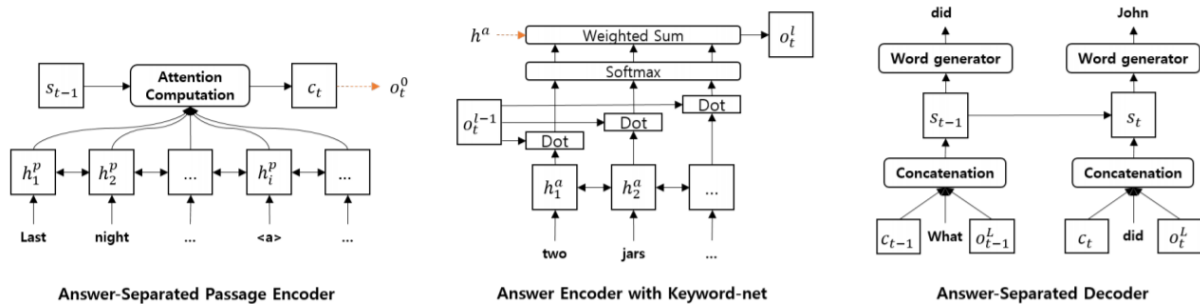 s_{t-1}
Attention
Computation
c_t
o_t^0
h_1^p
h_2^p
...
h_i^p
...
Last
night
...
<a>
...
Answer-Separated Passage Encoder
h^a
Weighted Sum
o_t^l
Softmax
o_t^{l-1}
Dot
Dot
Dot
h_1^a
h_2^a
...
two
jars
...
Answer Encoder with Keyword-net
did
John
Word generator
Word generator
s_{t-1}
s_t
Concatenation
Concatenation
c_{t-1}
What
o_{t-1}^L
c_t
did
o_t^L
Answer-Separated Decoder